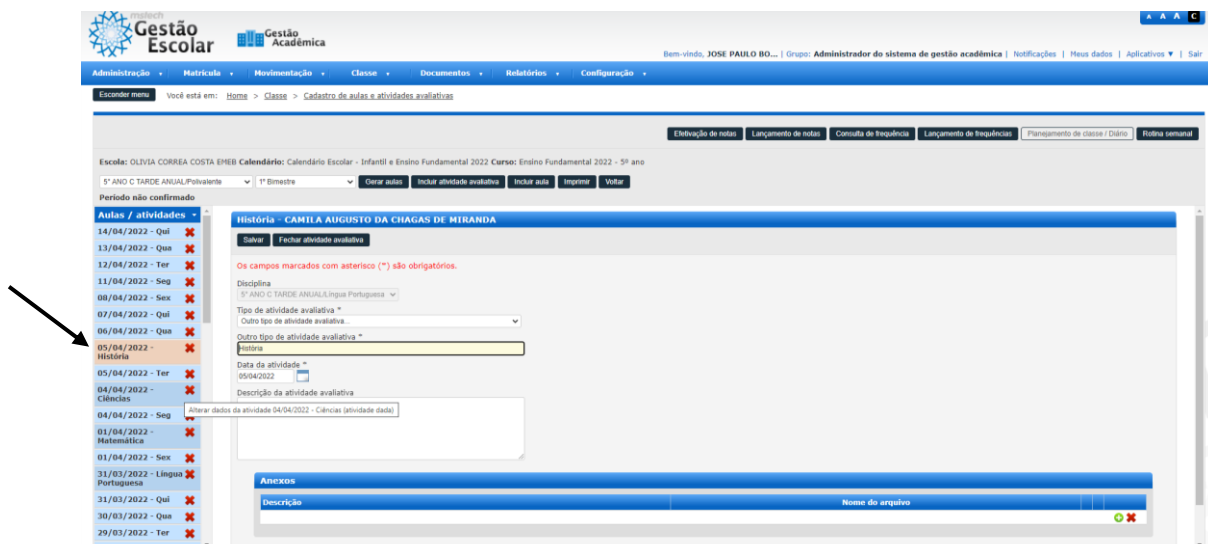 mstech
Gestão
Escolar
Gestão
Acadêmica
A A A C
Bem-vindo, JOSE PAULO BO... | Grupo: Administrador do sistema de gestão acadêmica | Notificações | Meus dados | Aplicativos ▼ | Sair
Administração Matrícula Movimentação Classe Documentos Relatórios Configuração
Esconder menu Você está em: Home > Classe > Cadastro de aulas e atividades avaliativas
Efetivação de notas Lançamento de notas Consulta de frequência Lançamento de frequências Planejamento de classe / Diário Rotina semanal
Escola: OLIVIA CORREA COSTA EMEB Calendário: Calendário Escolar - Infantil e Ensino Fundamental 2022 Curso: Ensino Fundamental 2022 - 5º ano
5° ANO C TARDE ANUAL/Polivalente 1° Bimestre Gerar aulas Incluir atividade avaliativa Incluir aula Imprimir Voltar
Período não confirmado
Aulas / atividades
14/04/2022 - Qui
13/04/2022 - Qua
12/04/2022 - Ter
11/04/2022 - Seg
08/04/2022 - Sex
07/04/2022 - Qui
06/04/2022 - Qua
05/04/2022 -
História
05/04/2022 - Ter
04/04/2022 -
Ciências
04/04/2022 - Seg
01/04/2022 -
Matemática
01/04/2022 - Sex
31/03/2022 - Língua
Portuguesa
31/03/2022 - Qui
30/03/2022 - Qua
29/03/2022 - Ter
História - CAMILA AUGUSTO DA CHAGAS DE MIRANDA
Salvar Fechar atividade avaliativa
Os campos marcados com asterisco (*) são obrigatórios.
Disciplina
5° ANO C TARDE ANUAL/Língua Portuguesa
Tipo de atividade avaliativa *
Outro tipo de atividade avaliativa...
Outro tipo de atividade avaliativa *
História
Data da atividade *
05/04/2022
Descrição da atividade avaliativa
Alterar dados da atividade 04/04/2022 - Ciências (atividade dada)
Anexos
Descrição Nome do arquivo